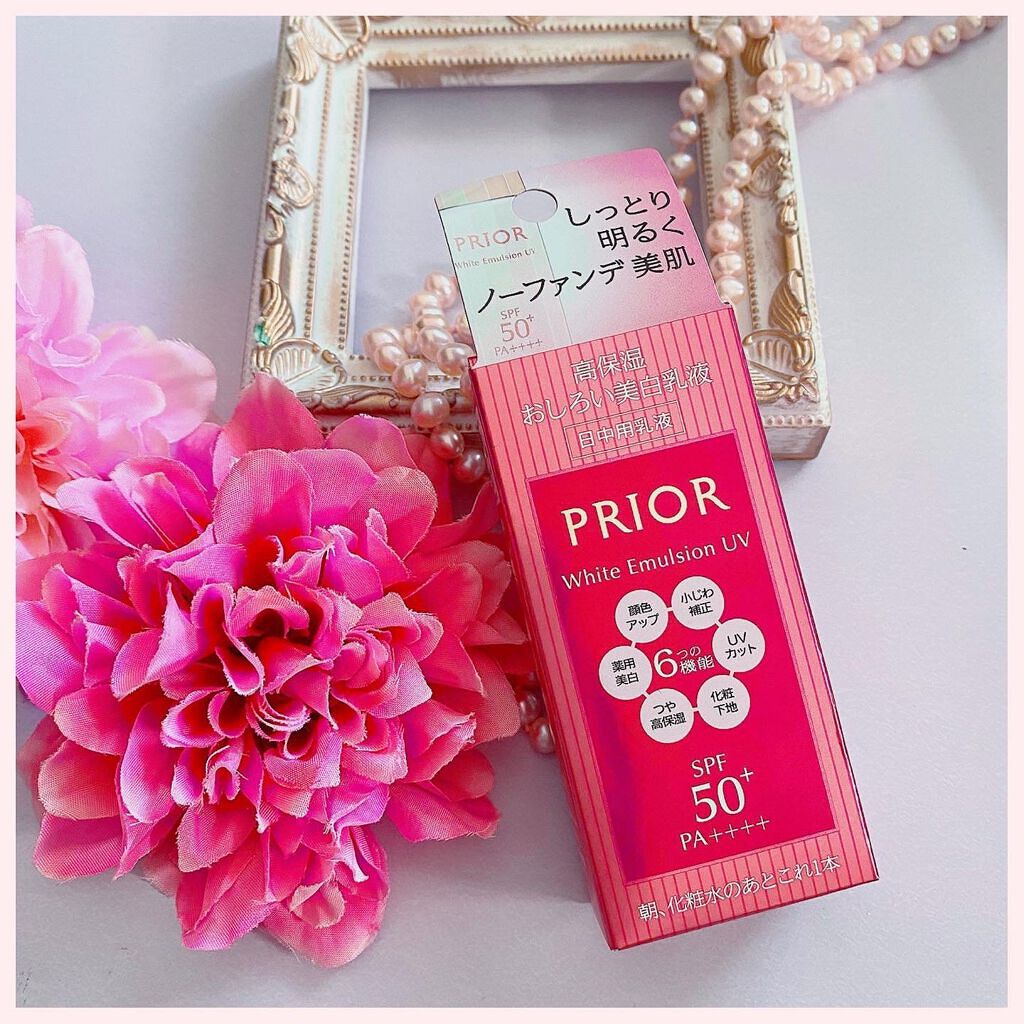 しっとり
明るく
ノーファンデ 美肌
PRIOR
White Emulsion UV
SPF
50+
PA++++
高保湿
おしろい美白乳液
日中用乳液
PRIOR
White Emulsion UV
顔色
アップ
小じわ
補正
薬用
美白
6つの
機能
UV
カット
つや
高保湿
化粧
下地
SPF
50+
PA++++
朝、化粧水のあとこれ1本